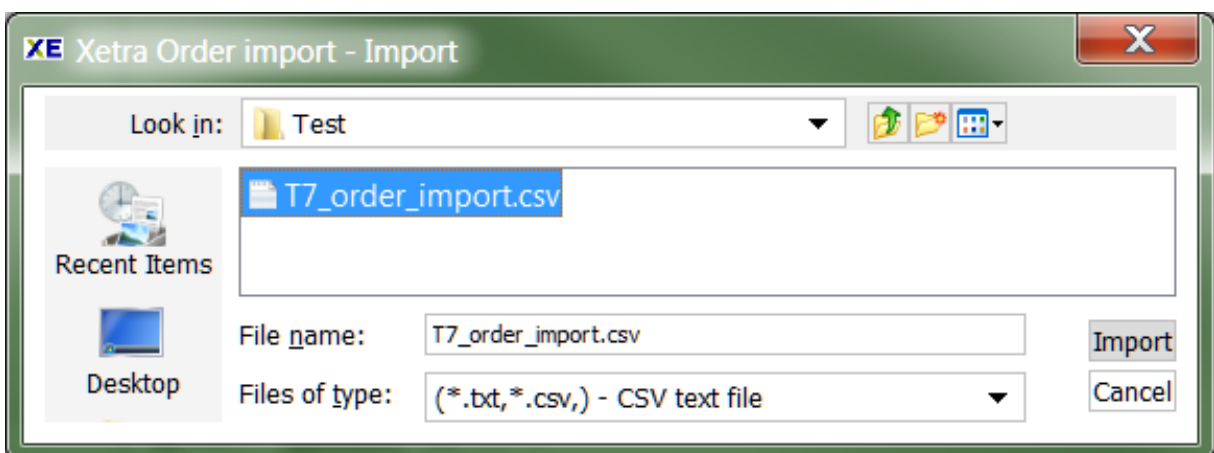 XE Xetra Order import - Import
Look in: Test
T7_order_import.csv
Recent Items
File name: T7_order_import.csv Import
Desktop Files of type: (*.txt,*.csv,) - CSV text file Cancel